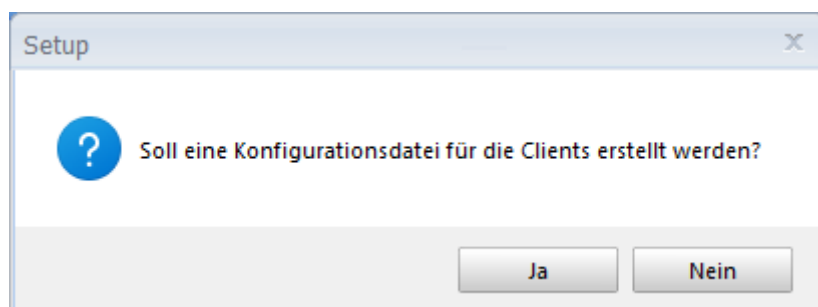 Setup
Soll eine Konfigurationsdatei für die Clients erstellt werden?
Ja
Nein